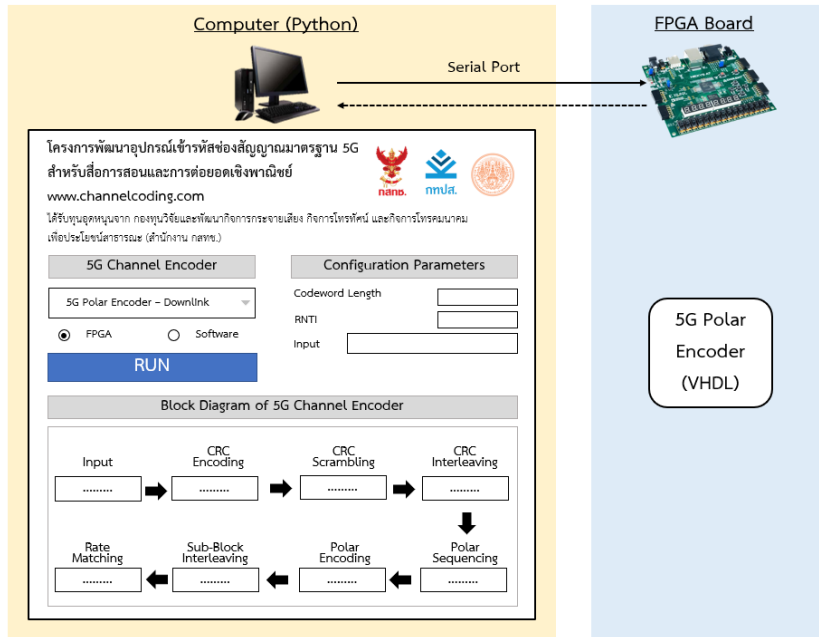 Computer (Python)
FPGA Board
Serial Port
โครงการพัฒนาอุปกรณ์เข้ารหัสช่องสัญญาณมาตรฐาน 5G
สำหรับสื่อการสอนและการต่อยอดเชิงพาณิชย์
www.channelcoding.com
กสทช.
กทปส.
ได้รับทุนอุดหนุนจาก กองทุนวิจัยและพัฒนากิจการกระจายเสียง กิจการโทรทัศน์ และกิจการโทรคมนาคม
เพื่อประโยชน์สาธารณะ (สำนักงาน กสทช.)
5G Channel Encoder
Configuration Parameters
5G Polar Encoder – Downlink
FPGA
Software
RUN
Codeword Length
RNTI
Input
Block Diagram of 5G Channel Encoder
Input
CRC
Encoding
CRC
Scrambling
CRC
Interleaving
.........
.........
.........
.........
Rate
Matching
Sub-Block
Interleaving
Polar
Encoding
Polar
Sequencing
.........
.........
.........
.........
5G Polar
Encoder
(VHDL)